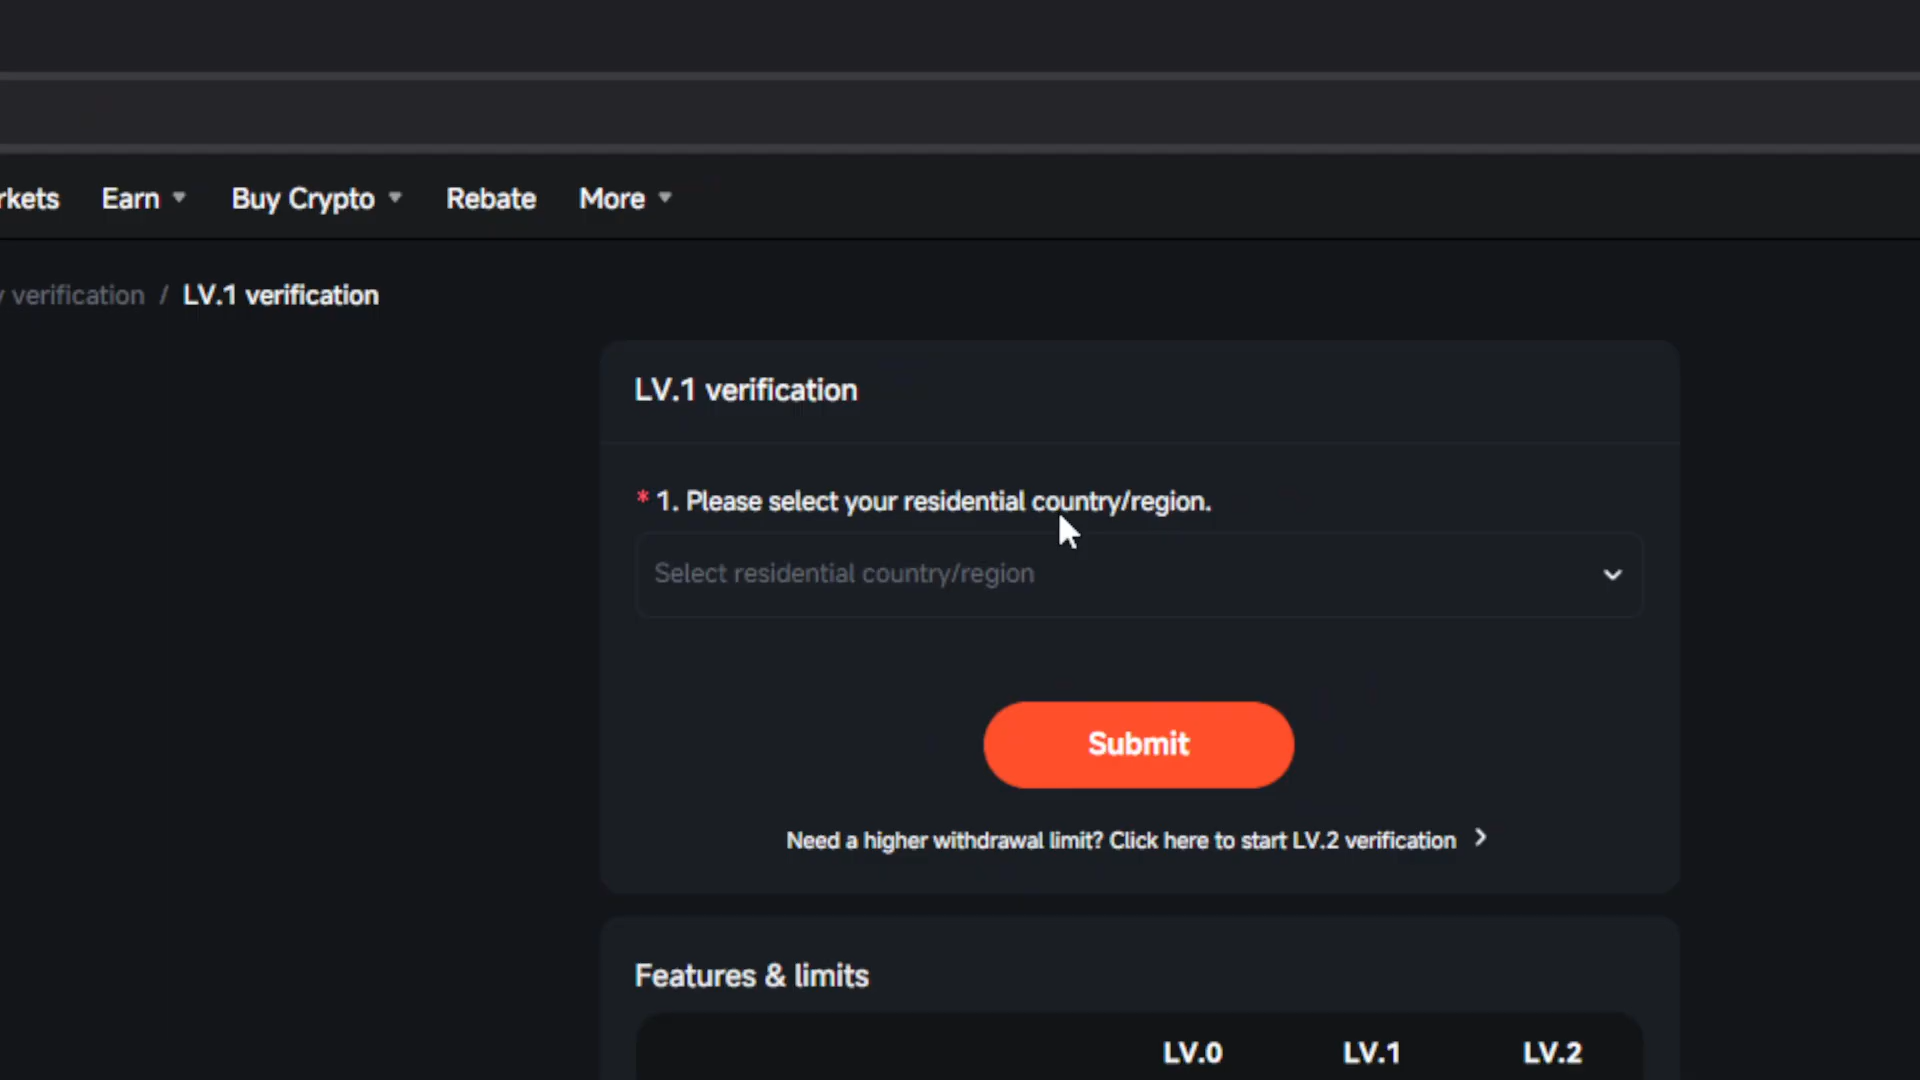 Earn
Buy Crypto
Rebate
More
verification / LV.1 verification
LV.1 verification
* 1. Please select your residential country/region.
Select residential country/region
Submit
Need a higher withdrawal limit? Click here to start LV.2 verification
Features & limits
LV.0 LV.1 LV.2